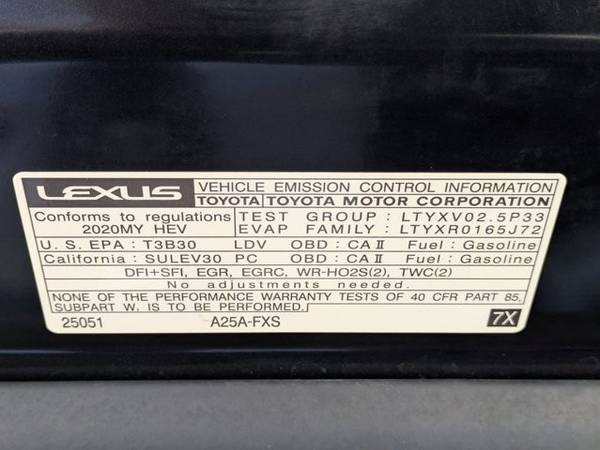 LEXUS VEHICLE EMISSION CONTROL INFORMATION
TOYOTA TOYOTA MOTOR CORPORATION
Conforms to regulations TEST GROUP : LTYXV02.5P33
2020MY HEV EVAP FAMILY : LTYXR0165J72
U.S. EPA : T3B30 LDV OBD : CA II Fuel : Gasoline
California : SULEV30 PC OBD : CA II Fuel : Gasoline
DFI+SFI, EGR, EGRC, WR-HO2S(2), TWC(2)
No adjustments needed.
NONE OF THE PERFORMANCE WARRANTY TESTS OF 40 CFR PART 85,
SUBPART W, IS TO BE PERFORMED.
25051 A25A-FXS 7X